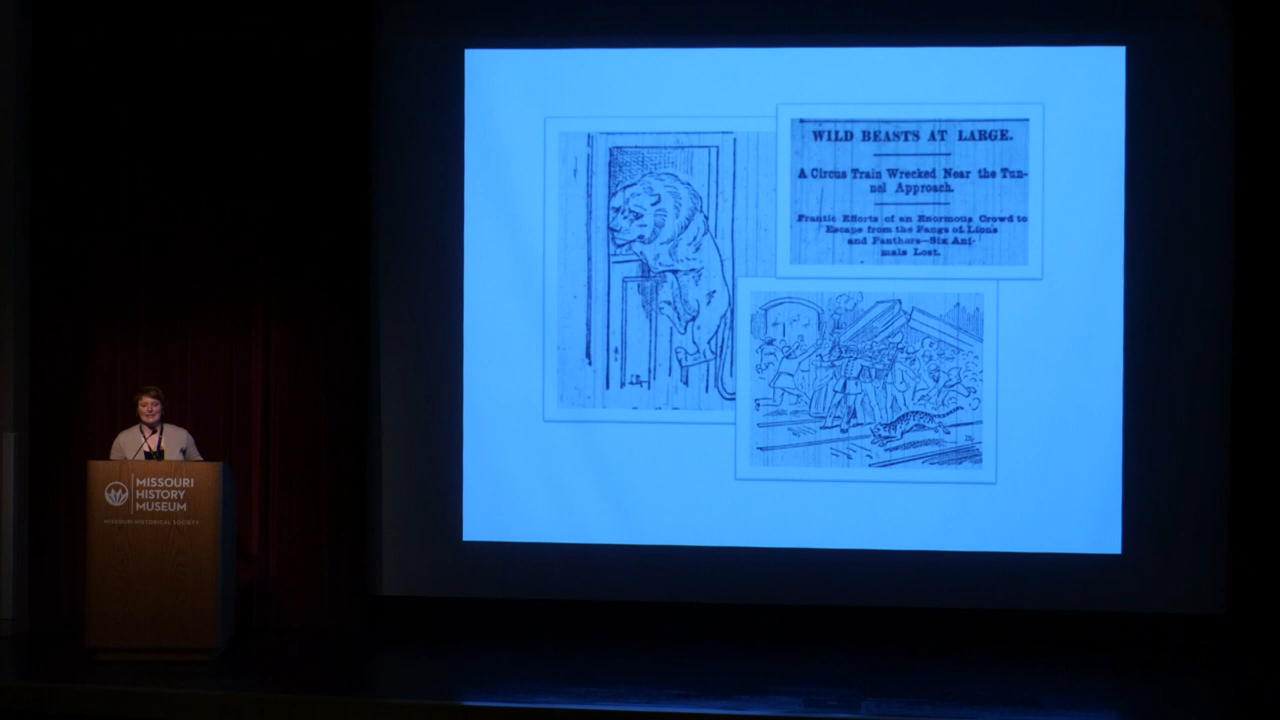 WILD BEASTS AT LARGE.
A Circus Train Wrecked Near the Tun-
nel Approach.
Frantic Efforts of an Enormous Crowd to
Escape from the Fangs of Lions
and Panthers—Six Ani-
mals Lost.
MISSOURI
HISTORY
MUSEUM
MISSOURI HISTORICAL SOCIETY